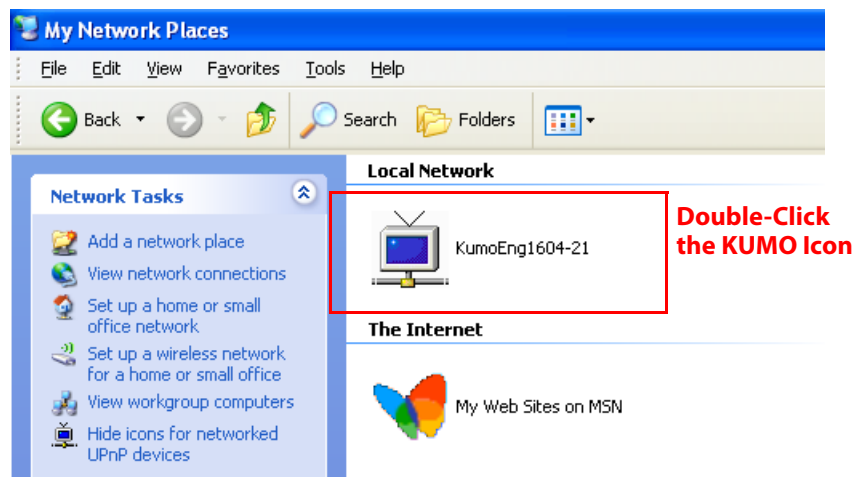 My Network Places
File Edit View Favorites Tools Help
Back Search Folders
Network Tasks
Add a network place
View network connections
Set up a home or small
office network
Set up a wireless network
for a home or small office
View workgroup computers
Hide icons for networked
UPnP devices
Local Network
KumoEng1604-21
Double-Click
the KUMO Icon
The Internet
My Web Sites on MSN